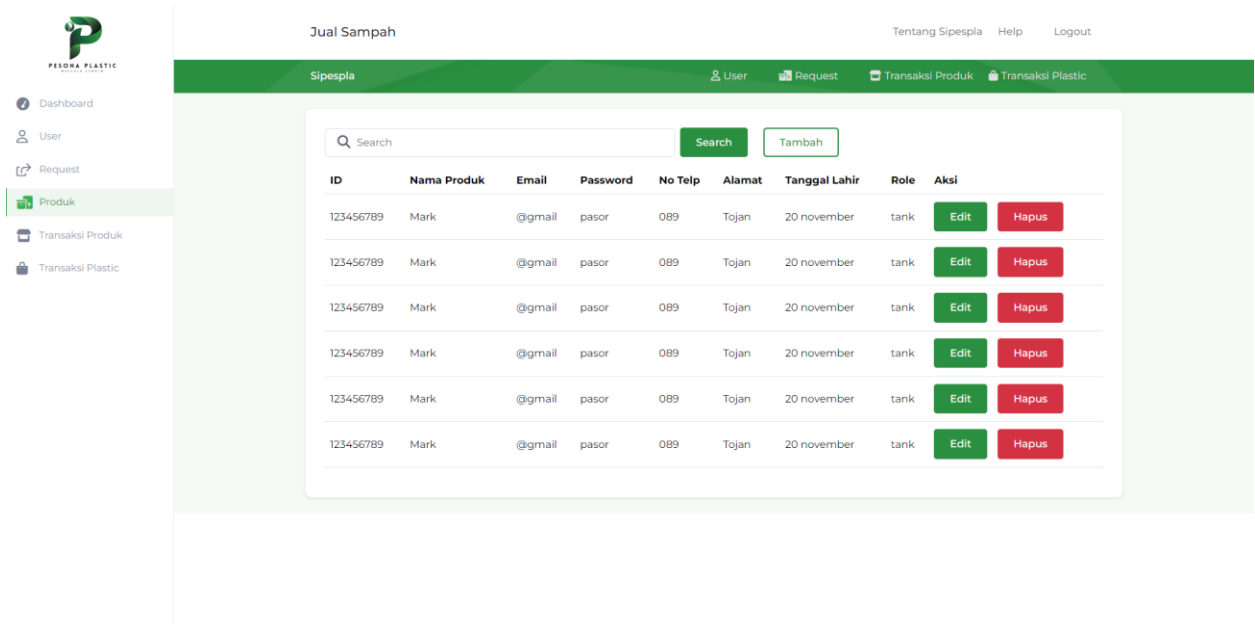 PESONA PLASTIC
Dashboard
User
Request
Produk
Transaksi Produk
Transaksi Plastic
Jual Sampah
Tentang Sipespla Help Logout
Sipespla User Request Transaksi Produk Transaksi Plastic
Search Search Tambah
ID Nama Produk Email Password No Telp Alamat Tanggal Lahir Role Aksi
123456789 Mark @gmail pasor 089 Tojan 20 november tank Edit Hapus
123456789 Mark @gmail pasor 089 Tojan 20 november tank Edit Hapus
123456789 Mark @gmail pasor 089 Tojan 20 november tank Edit Hapus
123456789 Mark @gmail pasor 089 Tojan 20 november tank Edit Hapus
123456789 Mark @gmail pasor 089 Tojan 20 november tank Edit Hapus
123456789 Mark @gmail pasor 089 Tojan 20 november tank Edit Hapus